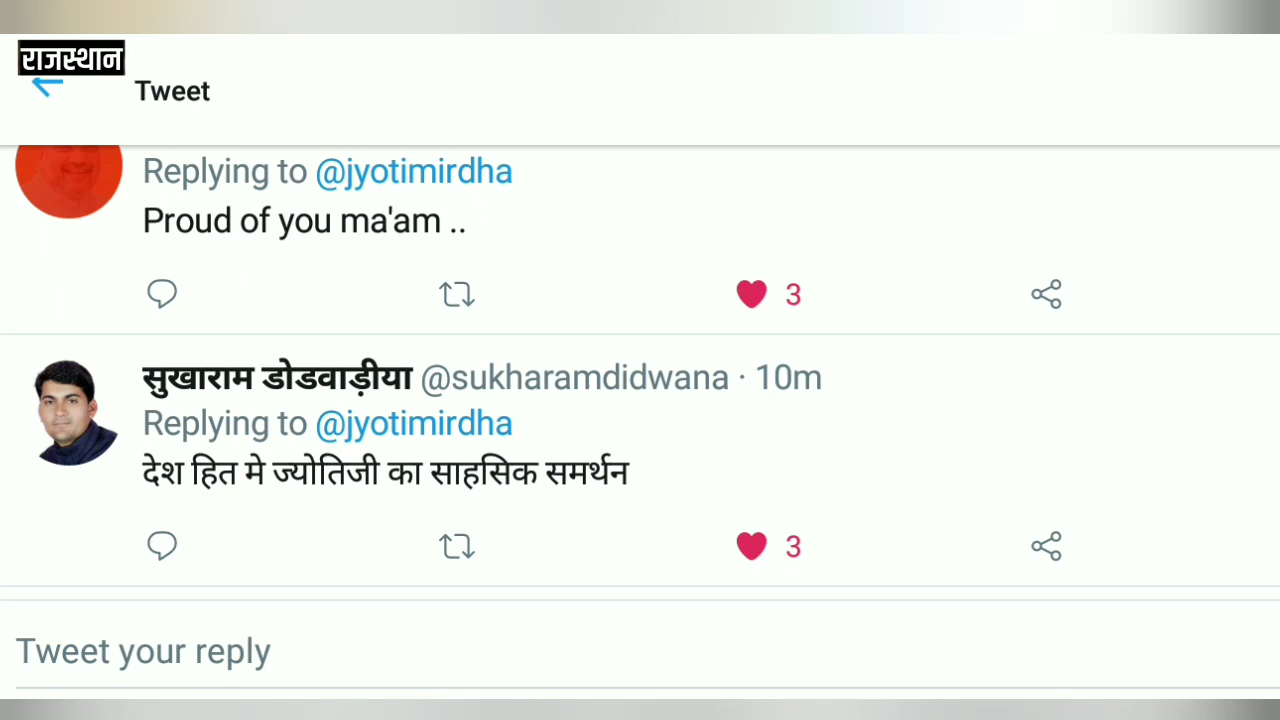 राजस्थान
Tweet
Replying to @jyotimirdha
Proud of you ma'am ..
3
सुखाराम डोडवाड़ीया @sukharamdidwana · 10m
Replying to @jyotimirdha
देश हित मे ज्योतिजी का साहसिक समर्थन
3
Tweet your reply